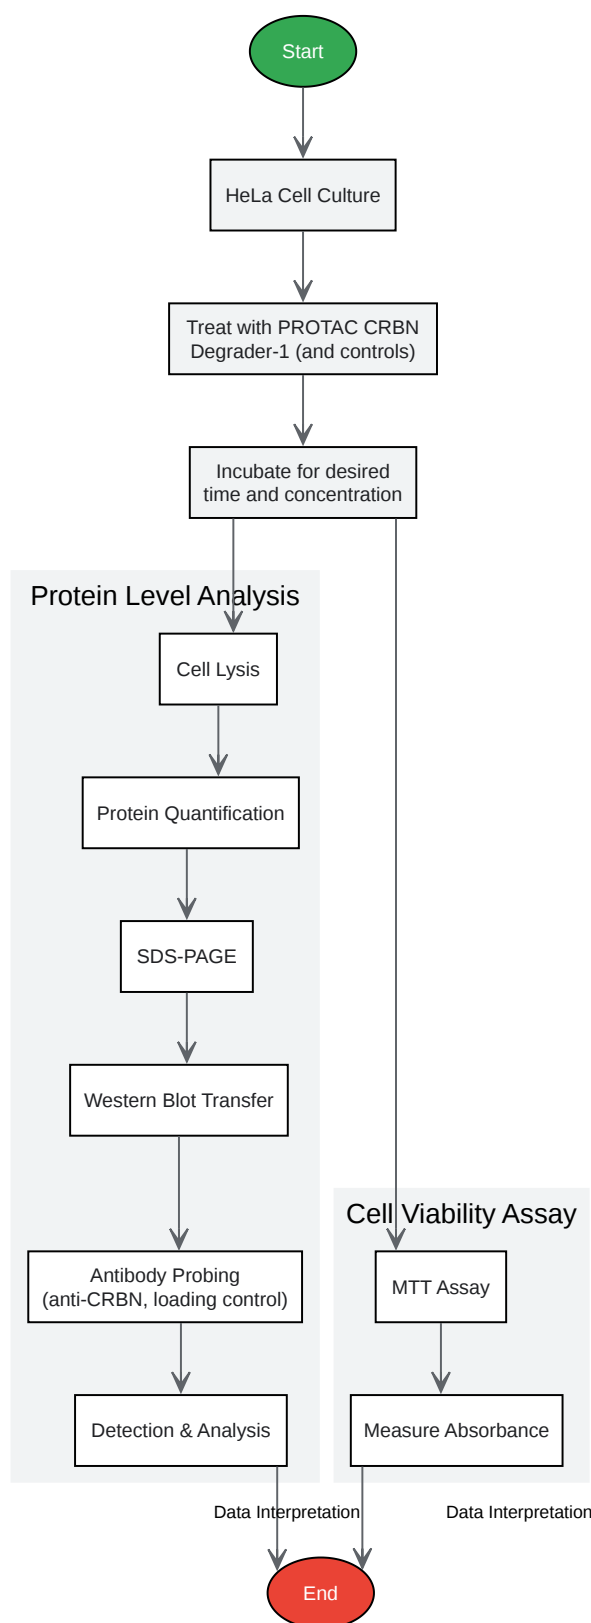 Start
HeLa Cell Culture
Treat with PROTAC CRBN
Degrader-1 (and controls)
Incubate for desired
time and concentration
Protein Level Analysis
Cell Lysis
Protein Quantification
SDS-PAGE
Western Blot Transfer
Antibody Probing
(anti-CRBN, loading control)
Detection & Analysis
Cell Viability Assay
MTT Assay
Measure Absorbance
Data Interpretation
Data Interpretation
End